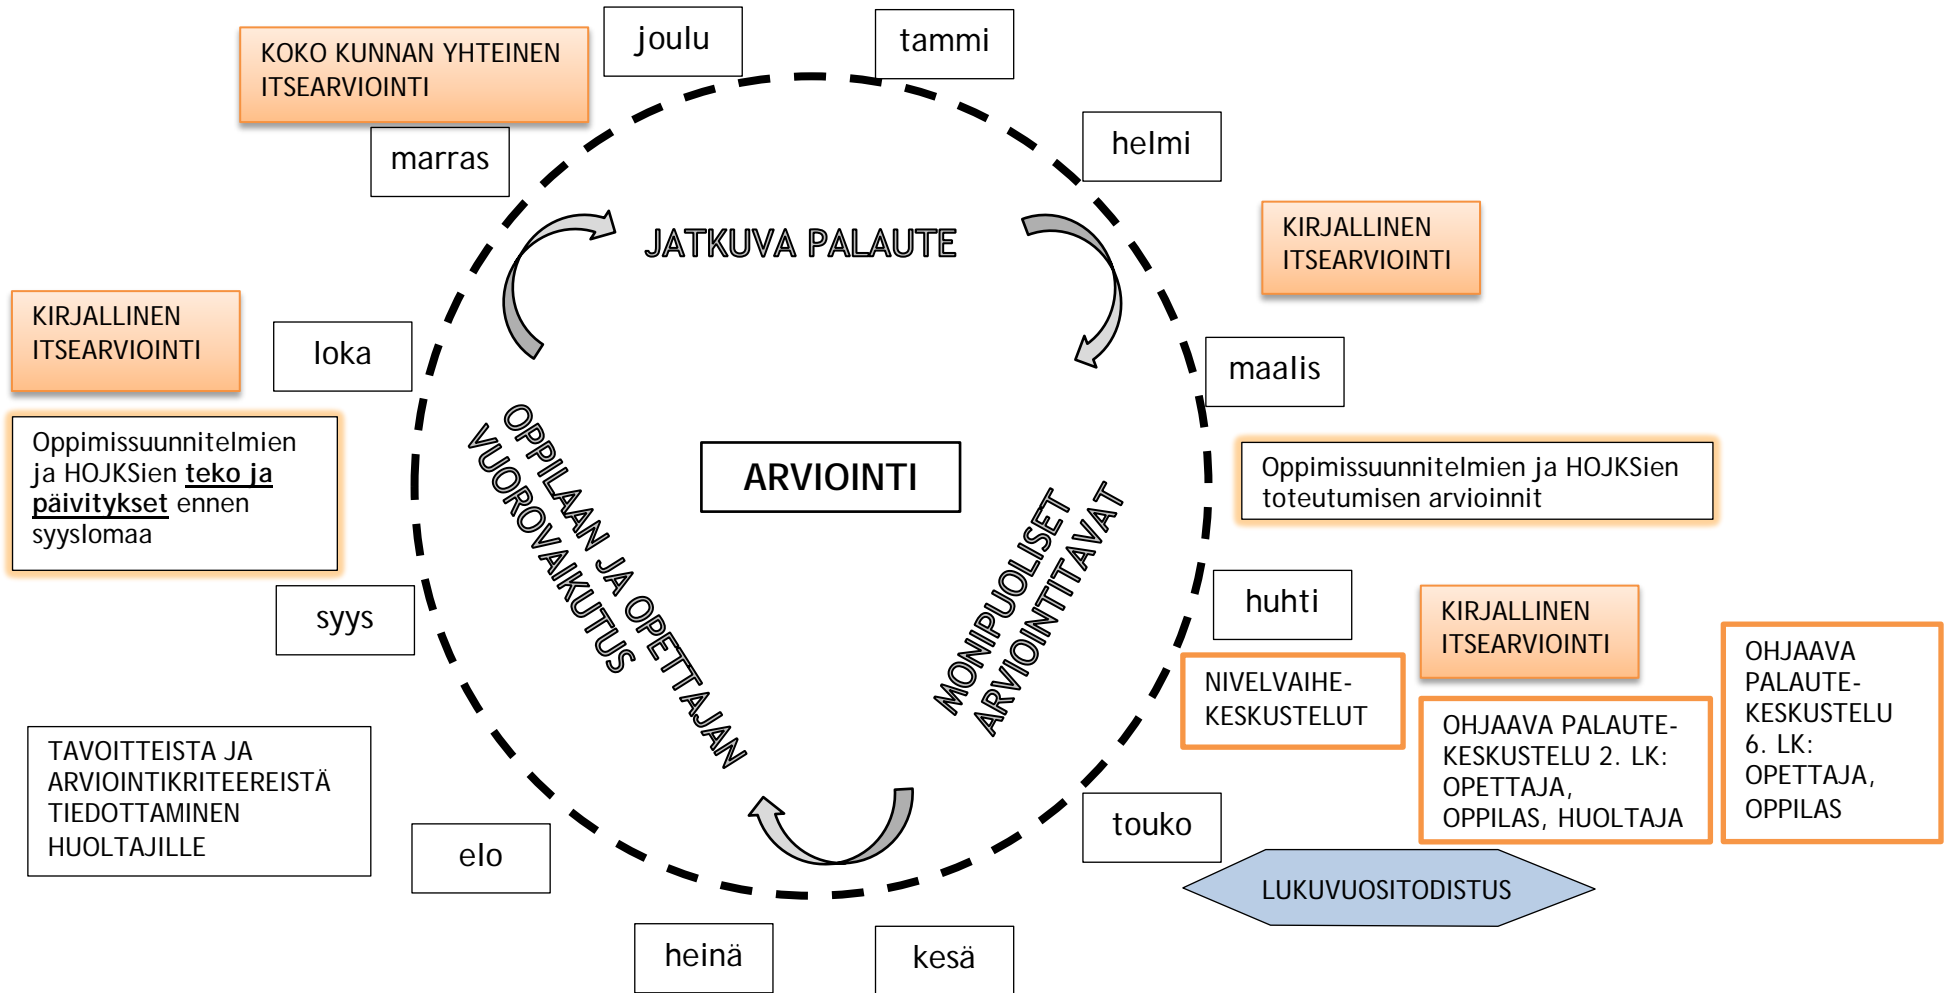 joulu
tammi
KOKO KUNNAN YHTEINEN
ITSEARVIOINTI
marras
helmi
JATKUVA PALAUTE
KIRJALLINEN
ITSEARVIOINTI
KIRJALLINEN
ITSEARVIOINTI
loka
maalis
Oppimissuunnitelmien
ja HOJKSien teko ja
päivitykset ennen
syyslomaa
OPPILAAN JA OPETTAJAN
VUOROVAIKUTUS
ARVIOINTI
MONIPUOLISET
ARVIOINTITAVAT
Oppimissuunnitelmien ja HOJKSien
toteutumisen arvioinnit
syys
huhti
KIRJALLINEN
ITSEARVIOINTI
NIVELVAIHE-
KESKUSTELUT
OHJAAVA PALAUTE-
KESKUSTELU 2. LK:
OPETTAJA,
OPPILAS, HUOLTAJA
OHJAAVA
PALAUTE-
KESKUSTELU
6. LK:
OPETTAJA,
OPPILAS
TAVOITTEISTA JA
ARVIOINTIKRITEEREISTÄ
TIEDOTTAMINEN
HUOLTAJILLE
elo
touko
LUKUVUOSITODISTUS
heinä
kesä